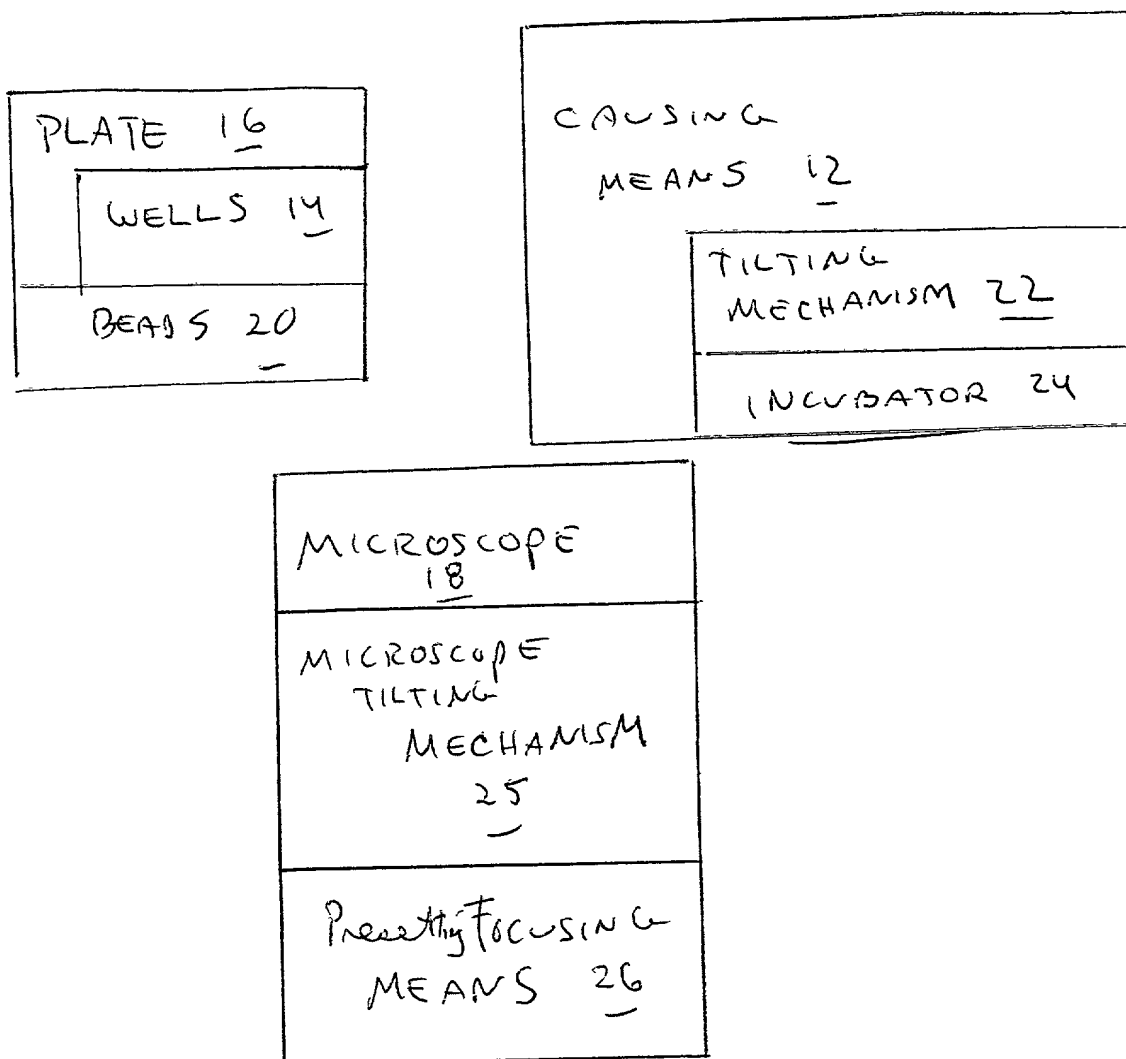 PLATE 16
WELLS 14
BEADS 20
CAUSING
MEANS 12
TILTING
MECHANISM 22
INCUBATOR 24
MICROSCOPE
18
MICROSCOPE
TILTING
MECHANISM
25
Presetting FOCUSING
MEANS 26